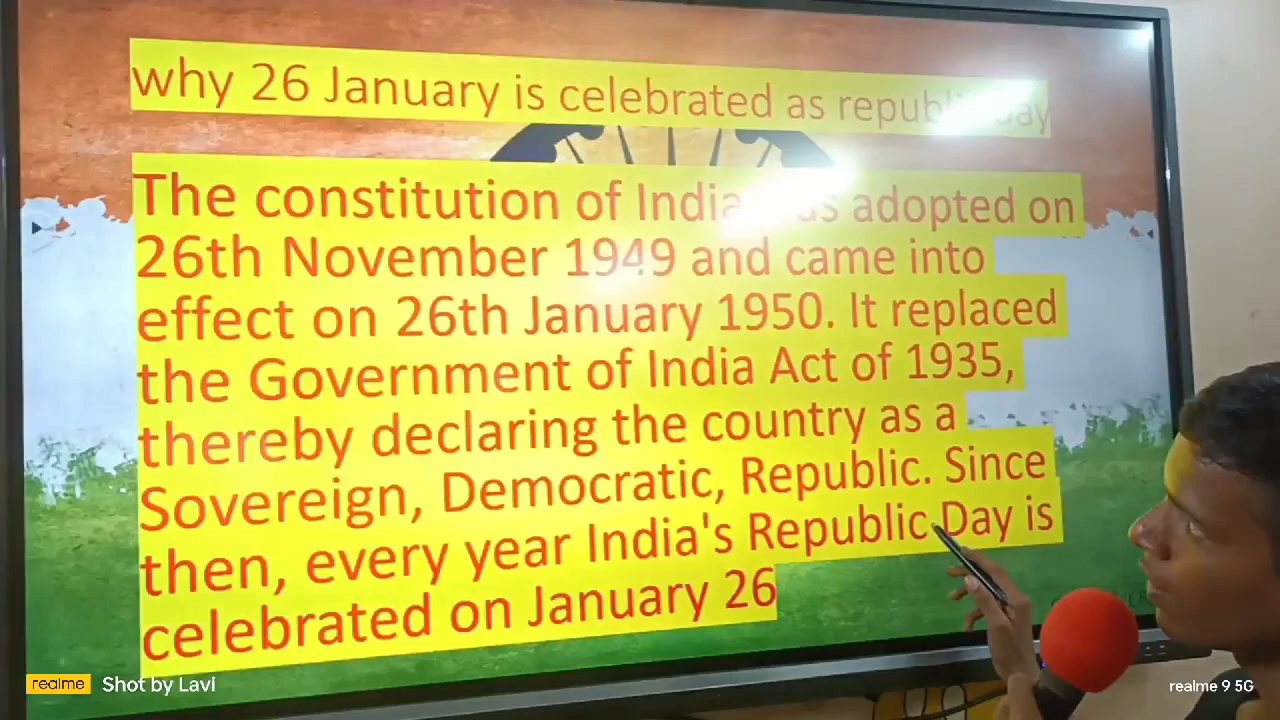 why 26 January is celebrated as republic day
The constitution of India was adopted on
26th November 1949 and came into
effect on 26th January 1950. It replaced
the Government of India Act of 1935,
thereby declaring the country as a
Sovereign, Democratic, Republic. Since
then, every year India's Republic Day is
celebrated on January 26
realme Shot by Lavi
realme 9 5G